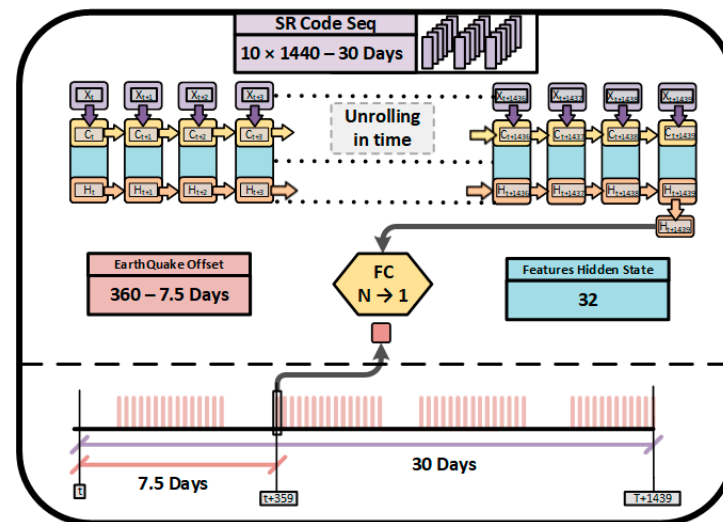 SR Code Seq
10 × 1440 – 30 Days
Xt Xt+1 Xt+2 Xt+3 Xt+1436 Xt+1437 Xt+1438 Xt+1439
Unrolling
in time
Ct Ct+1 Ct+2 Ct+3 Ct+1436 Ct+1437 Ct+1438 Ct+1439
Ht Ht+1 Ht+2 Ht+3 Ht+1436 Ht+1437 Ht+1438 Ht+1439
Ht+1439
EarthQuake Offset
360 – 7.5 Days
FC
N → 1
Features Hidden State
32
7.5 Days
30 Days
t
t+359
T+1439